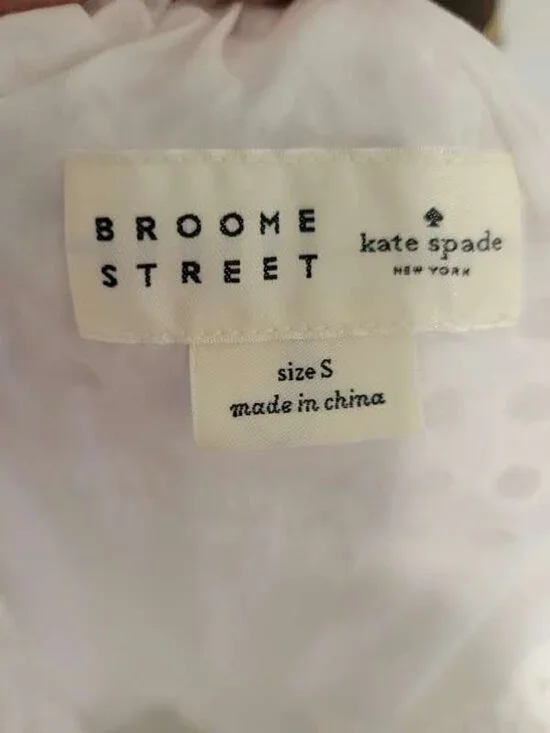 BROOME
STREET
kate spade
NEW YORK
size S
made in china